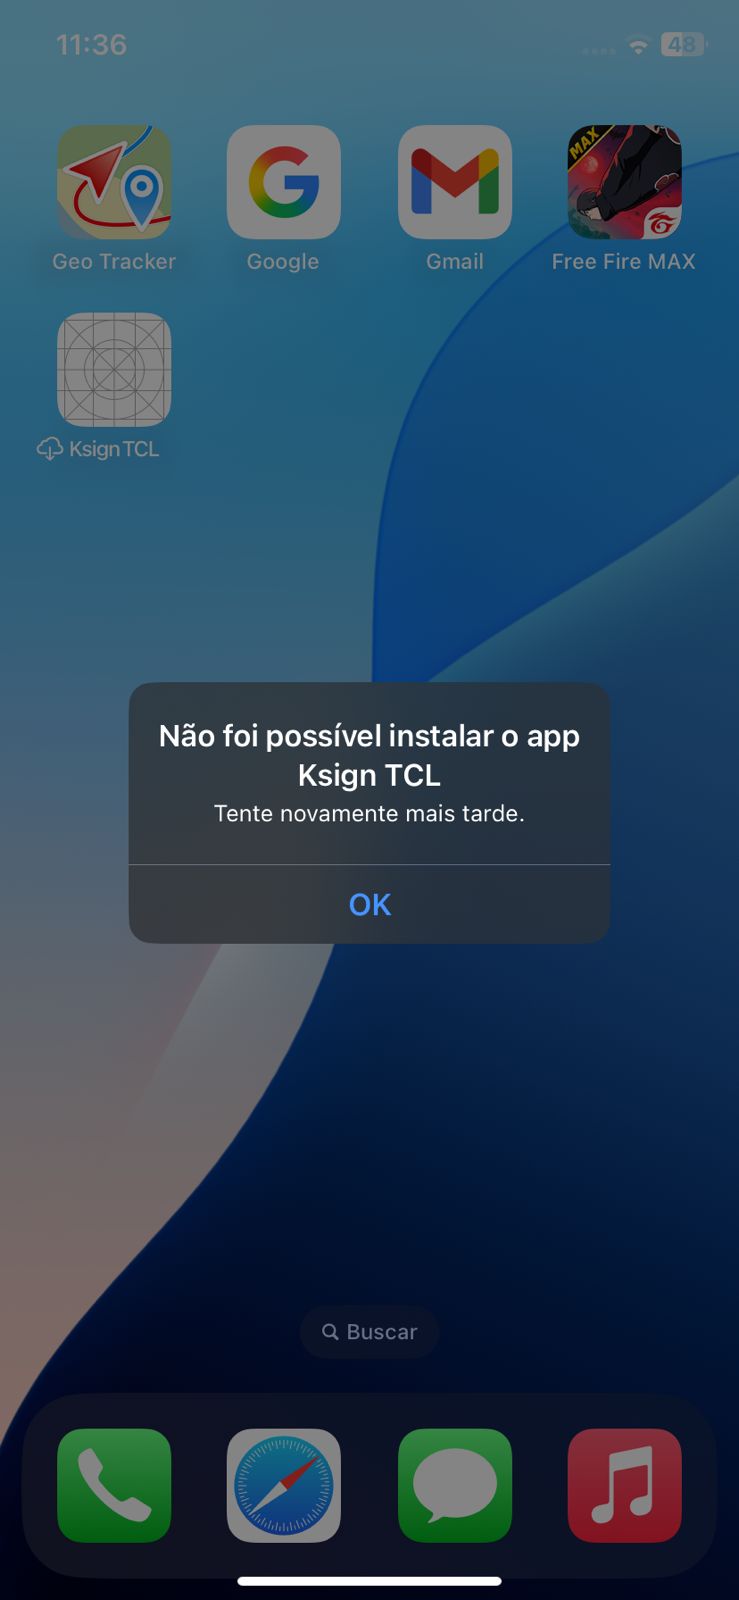 11:36
48
MAX
Geo Tracker
Google
Gmail
Free Fire MAX
Ksign TCL
Não foi possível instalar o app
Ksign TCL
Tente novamente mais tarde.
OK
Buscar